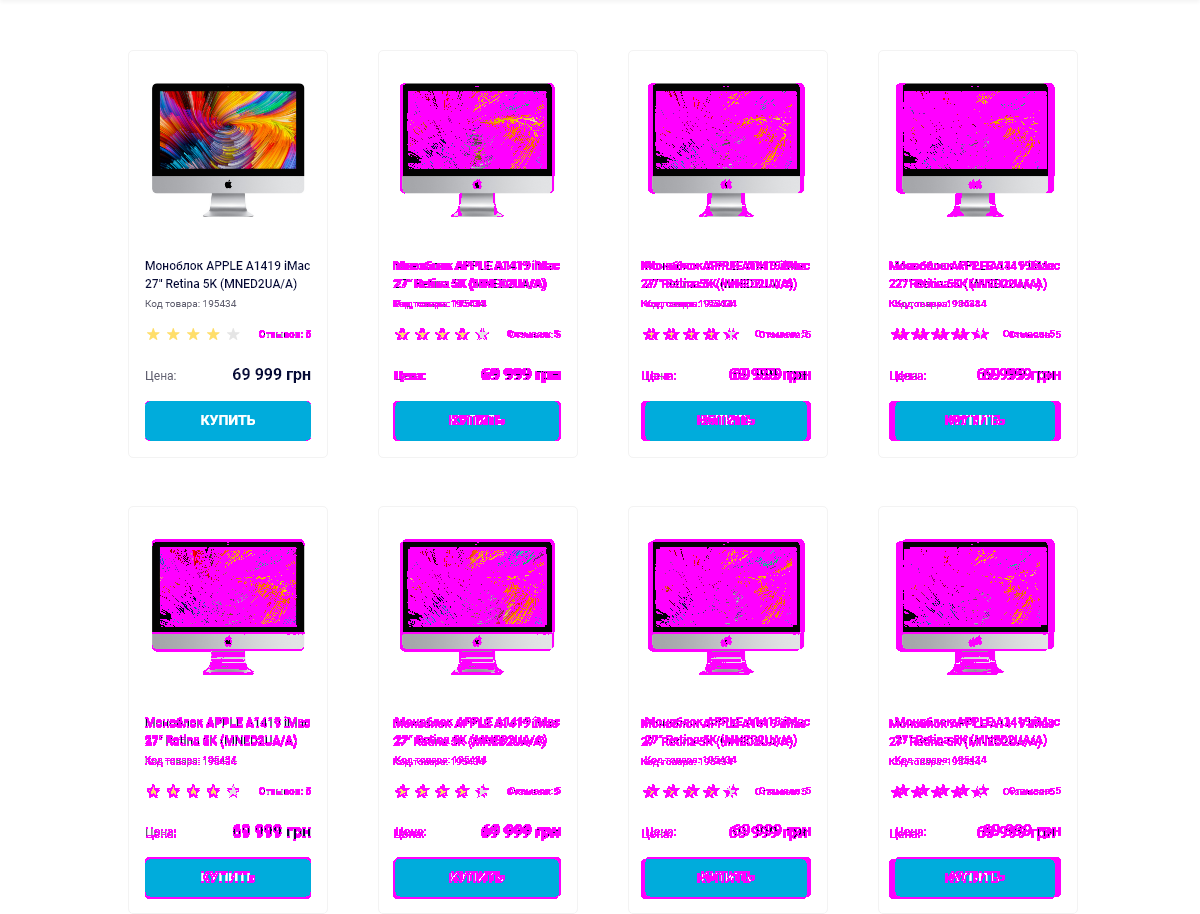 Моноблок APPLE A1419 iMac
27" Retina 5K (MNED2UA/A)
Код товара: 195434
Отзывов: 5
Цена: 69 999 грн
КУПИТЬ
Моноблок APPLE A1419 iMac
27" Retina 5K (MNED2UA/A)
Код товара: 195434
Отзывов: 5
Цена: 69 999 грн
КУПИТЬ
Моноблок APPLE A1419 iMac
27" Retina 5K (MNED2UA/A)
Код товара: 195434
Отзывов: 5
Цена: 69 999 грн
КУПИТЬ
Моноблок APPLE A1419 iMac
27" Retina 5K (MNED2UA/A)
Код товара: 195434
Отзывов: 5
Цена: 69 999 грн
КУПИТЬ
Моноблок APPLE A1419 iMac
27" Retina 5K (MNED2UA/A)
Код товара: 195434
Отзывов: 5
Цена: 69 999 грн
КУПИТЬ
Моноблок APPLE A1419 iMac
27" Retina 5K (MNED2UA/A)
Код товара: 195434
Отзывов: 5
Цена: 69 999 грн
КУПИТЬ
Моноблок APPLE A1419 iMac
27" Retina 5K (MNED2UA/A)
Код товара: 195434
Отзывов: 5
Цена: 69 999 грн
КУПИТЬ
Моноблок APPLE A1419 iMac
27" Retina 5K (MNED2UA/A)
Код товара: 195434
Отзывов: 5
Цена: 69 999 грн
КУПИТЬ